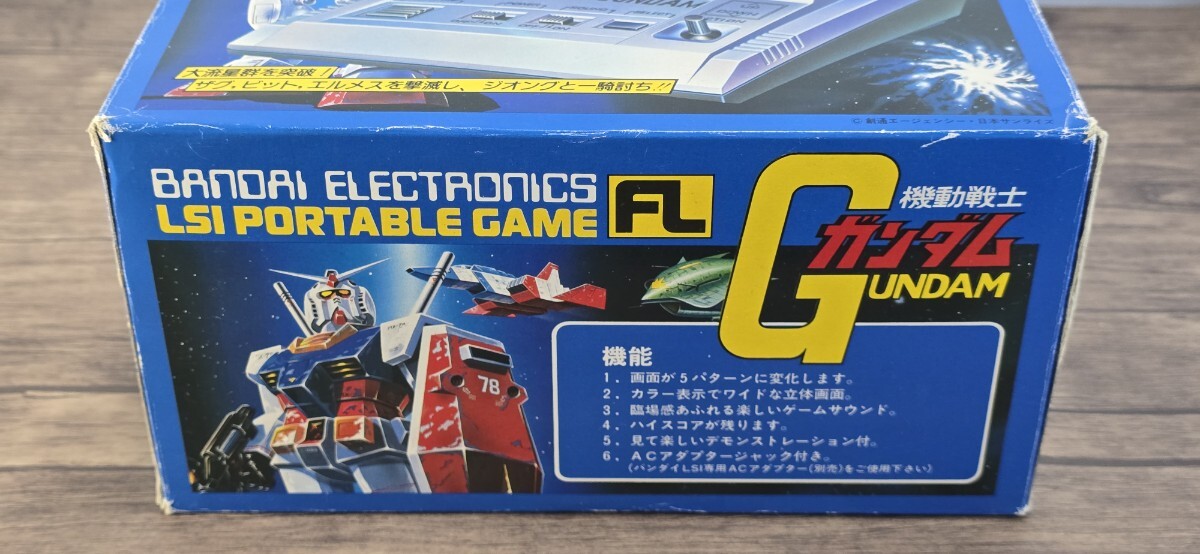 GUNDAM
大流星群を突破！
ザク，ビット，エルメスを撃滅し、ジオングと一騎討ち!!
© 創通エージェンシー・日本サンライズ
BANDAI ELECTRONICS
LSI PORTABLE GAME
FL
機動戦士
ガンダム
GUNDAM
78
機能
1．画面が5パターンに変化します。
2．カラー表示でワイドな立体画面。
3．臨場感あふれる楽しいゲームサウンド。
4．ハイスコアが残ります。
5．見て楽しいデモンストレーション付。
6．ACアダプタージャック付き。
(バンダイLSI専用ACアダプター(別売)をご使用下さい)